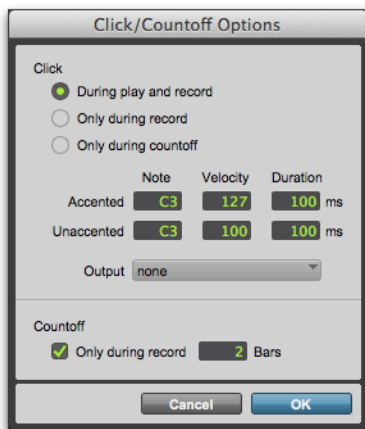 Click/Countoff Options
Click
During play and record
Only during record
Only during countoff
Note Velocity Duration
Accented C3 127 100 ms
Unaccented C3 100 100 ms
Output none
Countoff
Only during record 2 Bars
Cancel OK